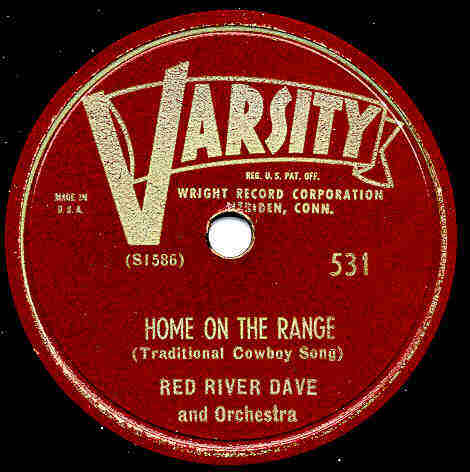 VARSITY
REG. U. S. PAT. OFF.
MADE IN
U.S.A.
WRIGHT RECORD CORPORATION
MERIDEN, CONN.
(S1586)
531
HOME ON THE RANGE
(Traditional Cowboy Song)
RED RIVER DAVE
and Orchestra